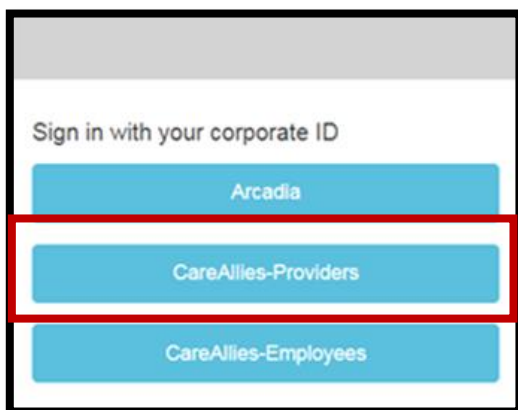 Sign in with your corporate ID
Arcadia
CareAllies-Providers
CareAllies-Employees